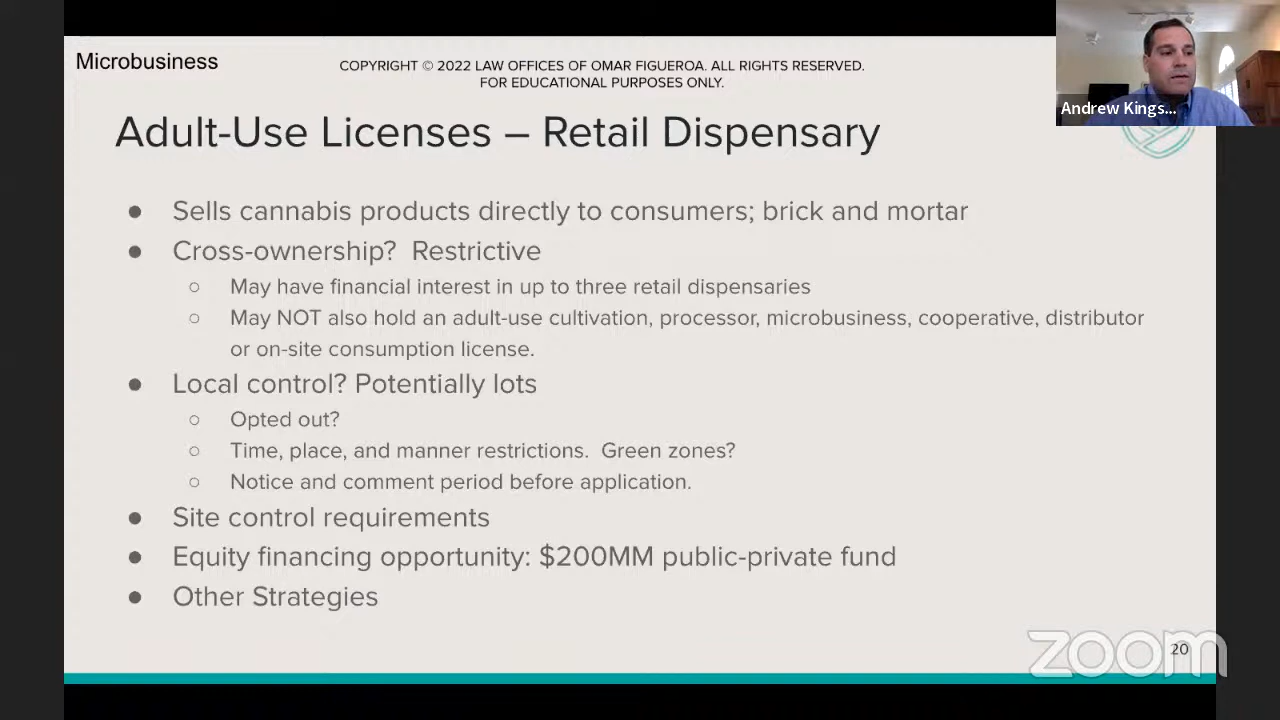 Microbusiness
COPYRIGHT © 2022 LAW OFFICES OF OMAR FIGUEROA. ALL RIGHTS RESERVED.
FOR EDUCATIONAL PURPOSES ONLY.
Andrew Kings...
Adult-Use Licenses – Retail Dispensary
● Sells cannabis products directly to consumers; brick and mortar
● Cross-ownership?  Restrictive
○ May have financial interest in up to three retail dispensaries
○ May NOT also hold an adult-use cultivation, processor, microbusiness, cooperative, distributor
or on-site consumption license.
● Local control? Potentially lots
○ Opted out?
○ Time, place, and manner restrictions.  Green zones?
○ Notice and comment period before application.
● Site control requirements
● Equity financing opportunity: $200MM public-private fund
● Other Strategies
zoom
20